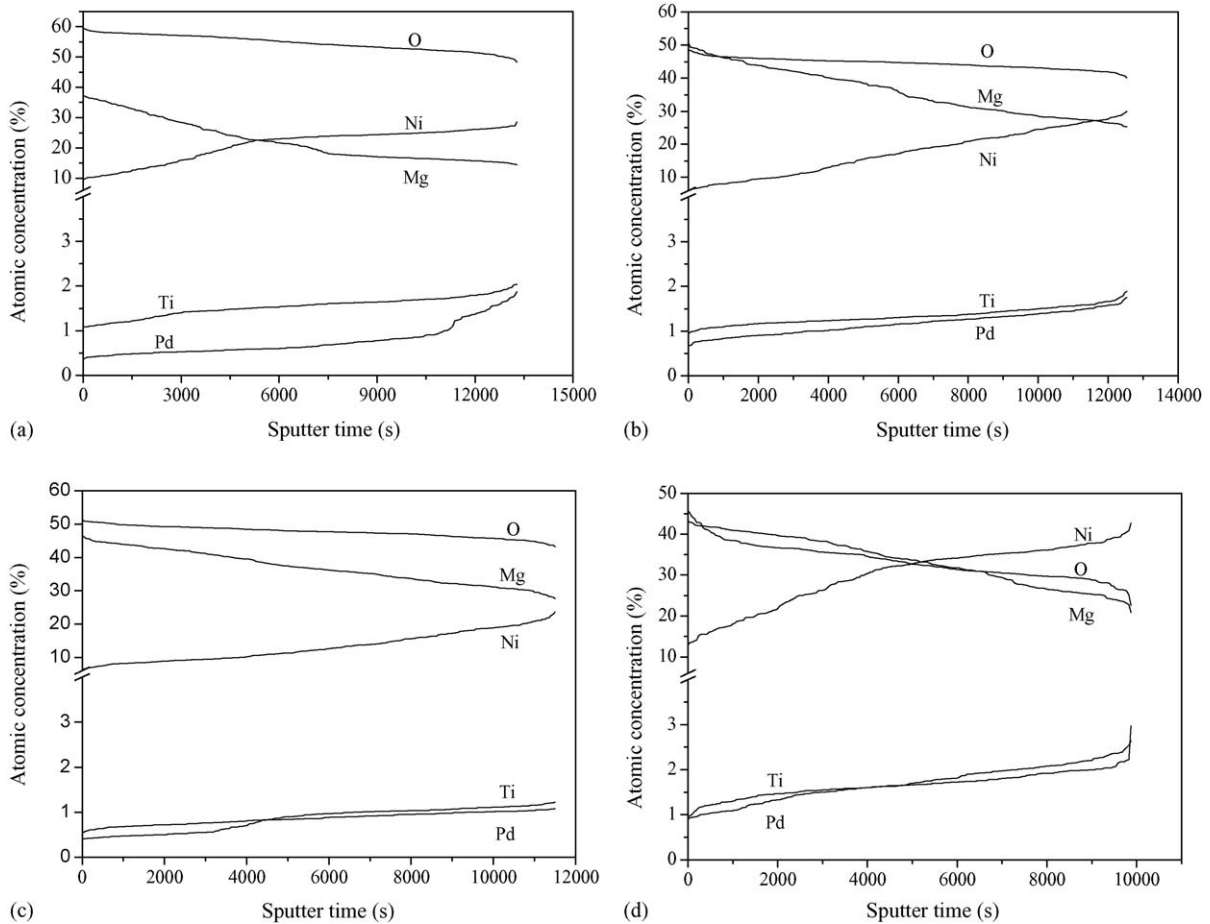 60
50
40
30
20
10
3
2
1
0
Atomic concentration (%)
O
Ni
Mg
Ti
Pd
0 3000 6000 9000 12000 15000
(a) Sputter time (s)
60
50
40
30
20
10
3
2
1
0
Atomic concentration (%)
O
Mg
Ni
Ti
Pd
0 2000 4000 6000 8000 10000 12000 14000
(b) Sputter time (s)
60
50
40
30
20
10
3
2
1
0
Atomic concentration (%)
O
Mg
Ni
Ti
Pd
0 2000 4000 6000 8000 10000 12000
(c) Sputter time (s)
50
40
30
20
10
3
2
1
0
Atomic concentration (%)
Ni
O
Mg
Ti
Pd
0 2000 4000 6000 8000 10000
(d) Sputter time (s)